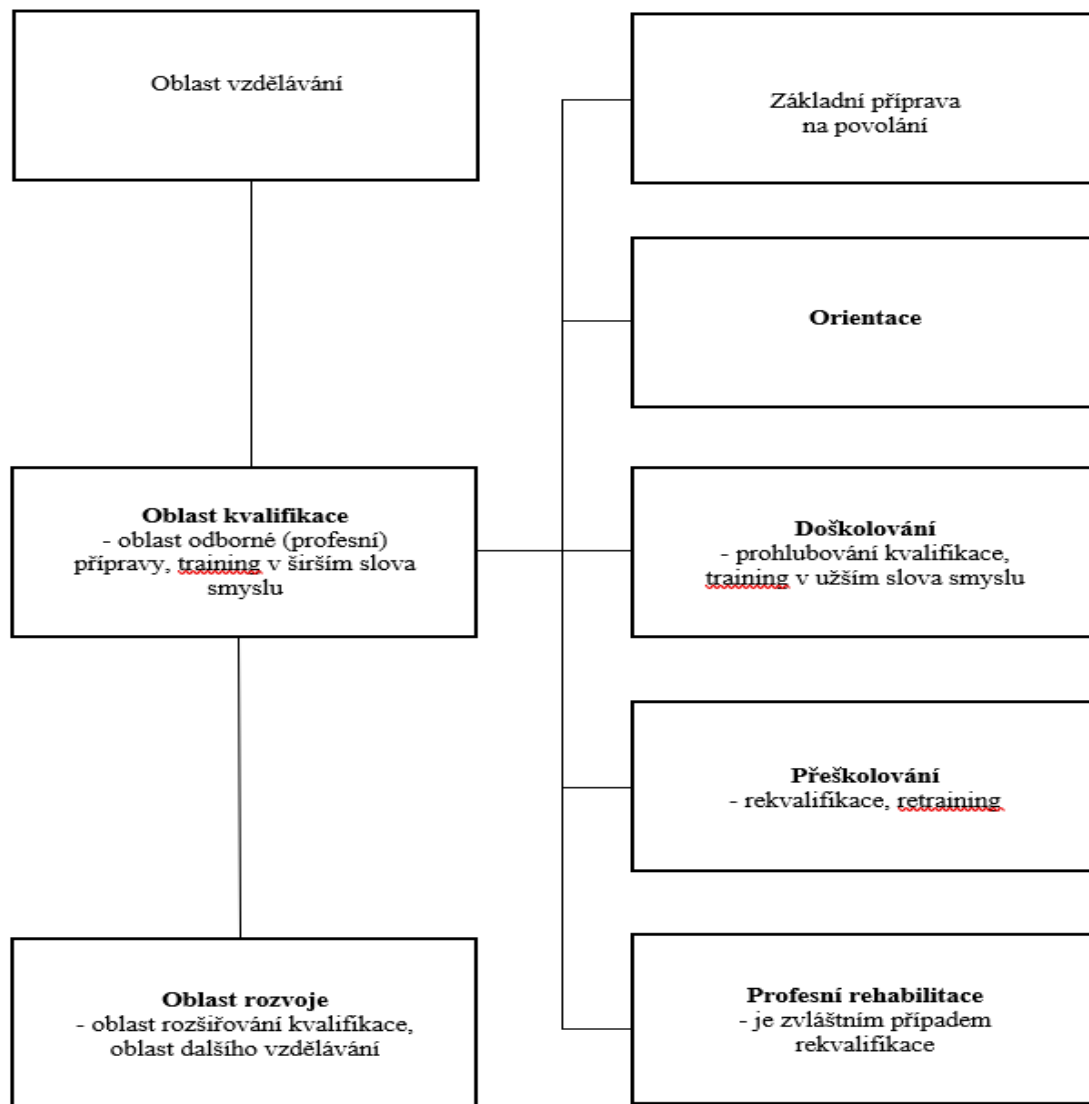 Oblast vzdělávání
Základní příprava
na povolání
Orientace
Oblast kvalifikace
- oblast odborné (profesní)
přípravy, training v širším slova
smyslu
Doškolování
- prohlubování kvalifikace,
training v užším slova smyslu
Přeškolování
- rekvalifikace, retraining
Oblast rozvoje
- oblast rozšiřování kvalifikace,
oblast dalšího vzdělávání
Profesní rehabilitace
- je zvláštním případem
rekvalifikace